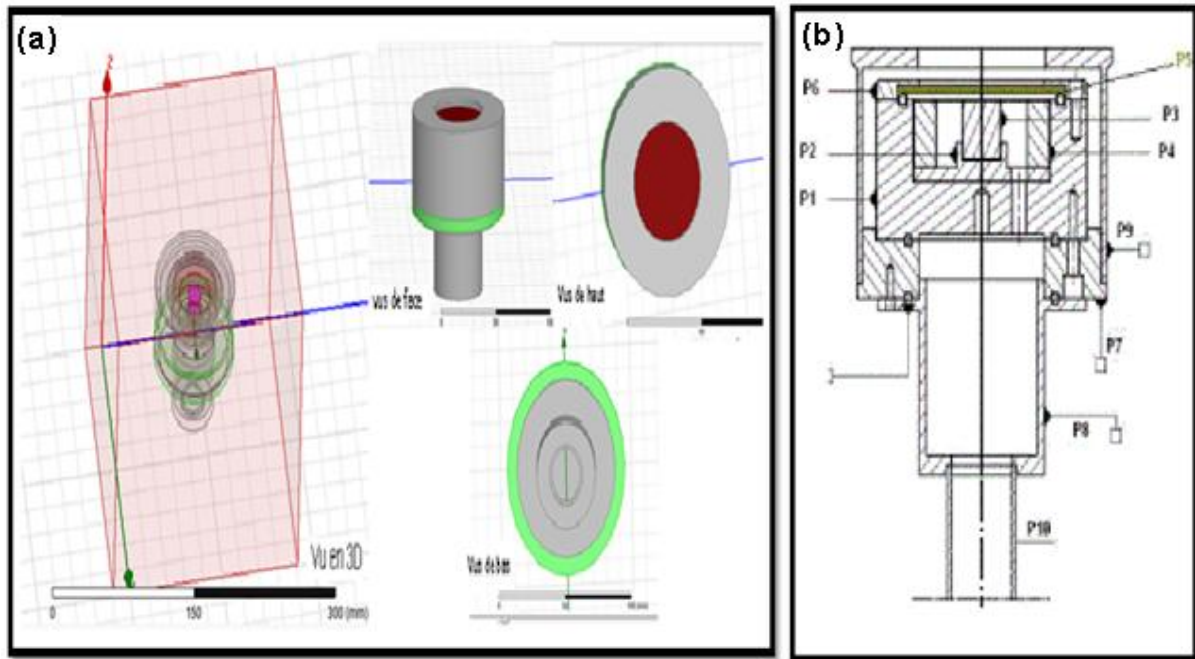 (a)
z
vus de face
Vus de haut
Vus de bas
Vu en 3D
0
150
300 (mm)
(b)
P5
P6
P3
P2
P4
P1
P9
P7
P8
P10